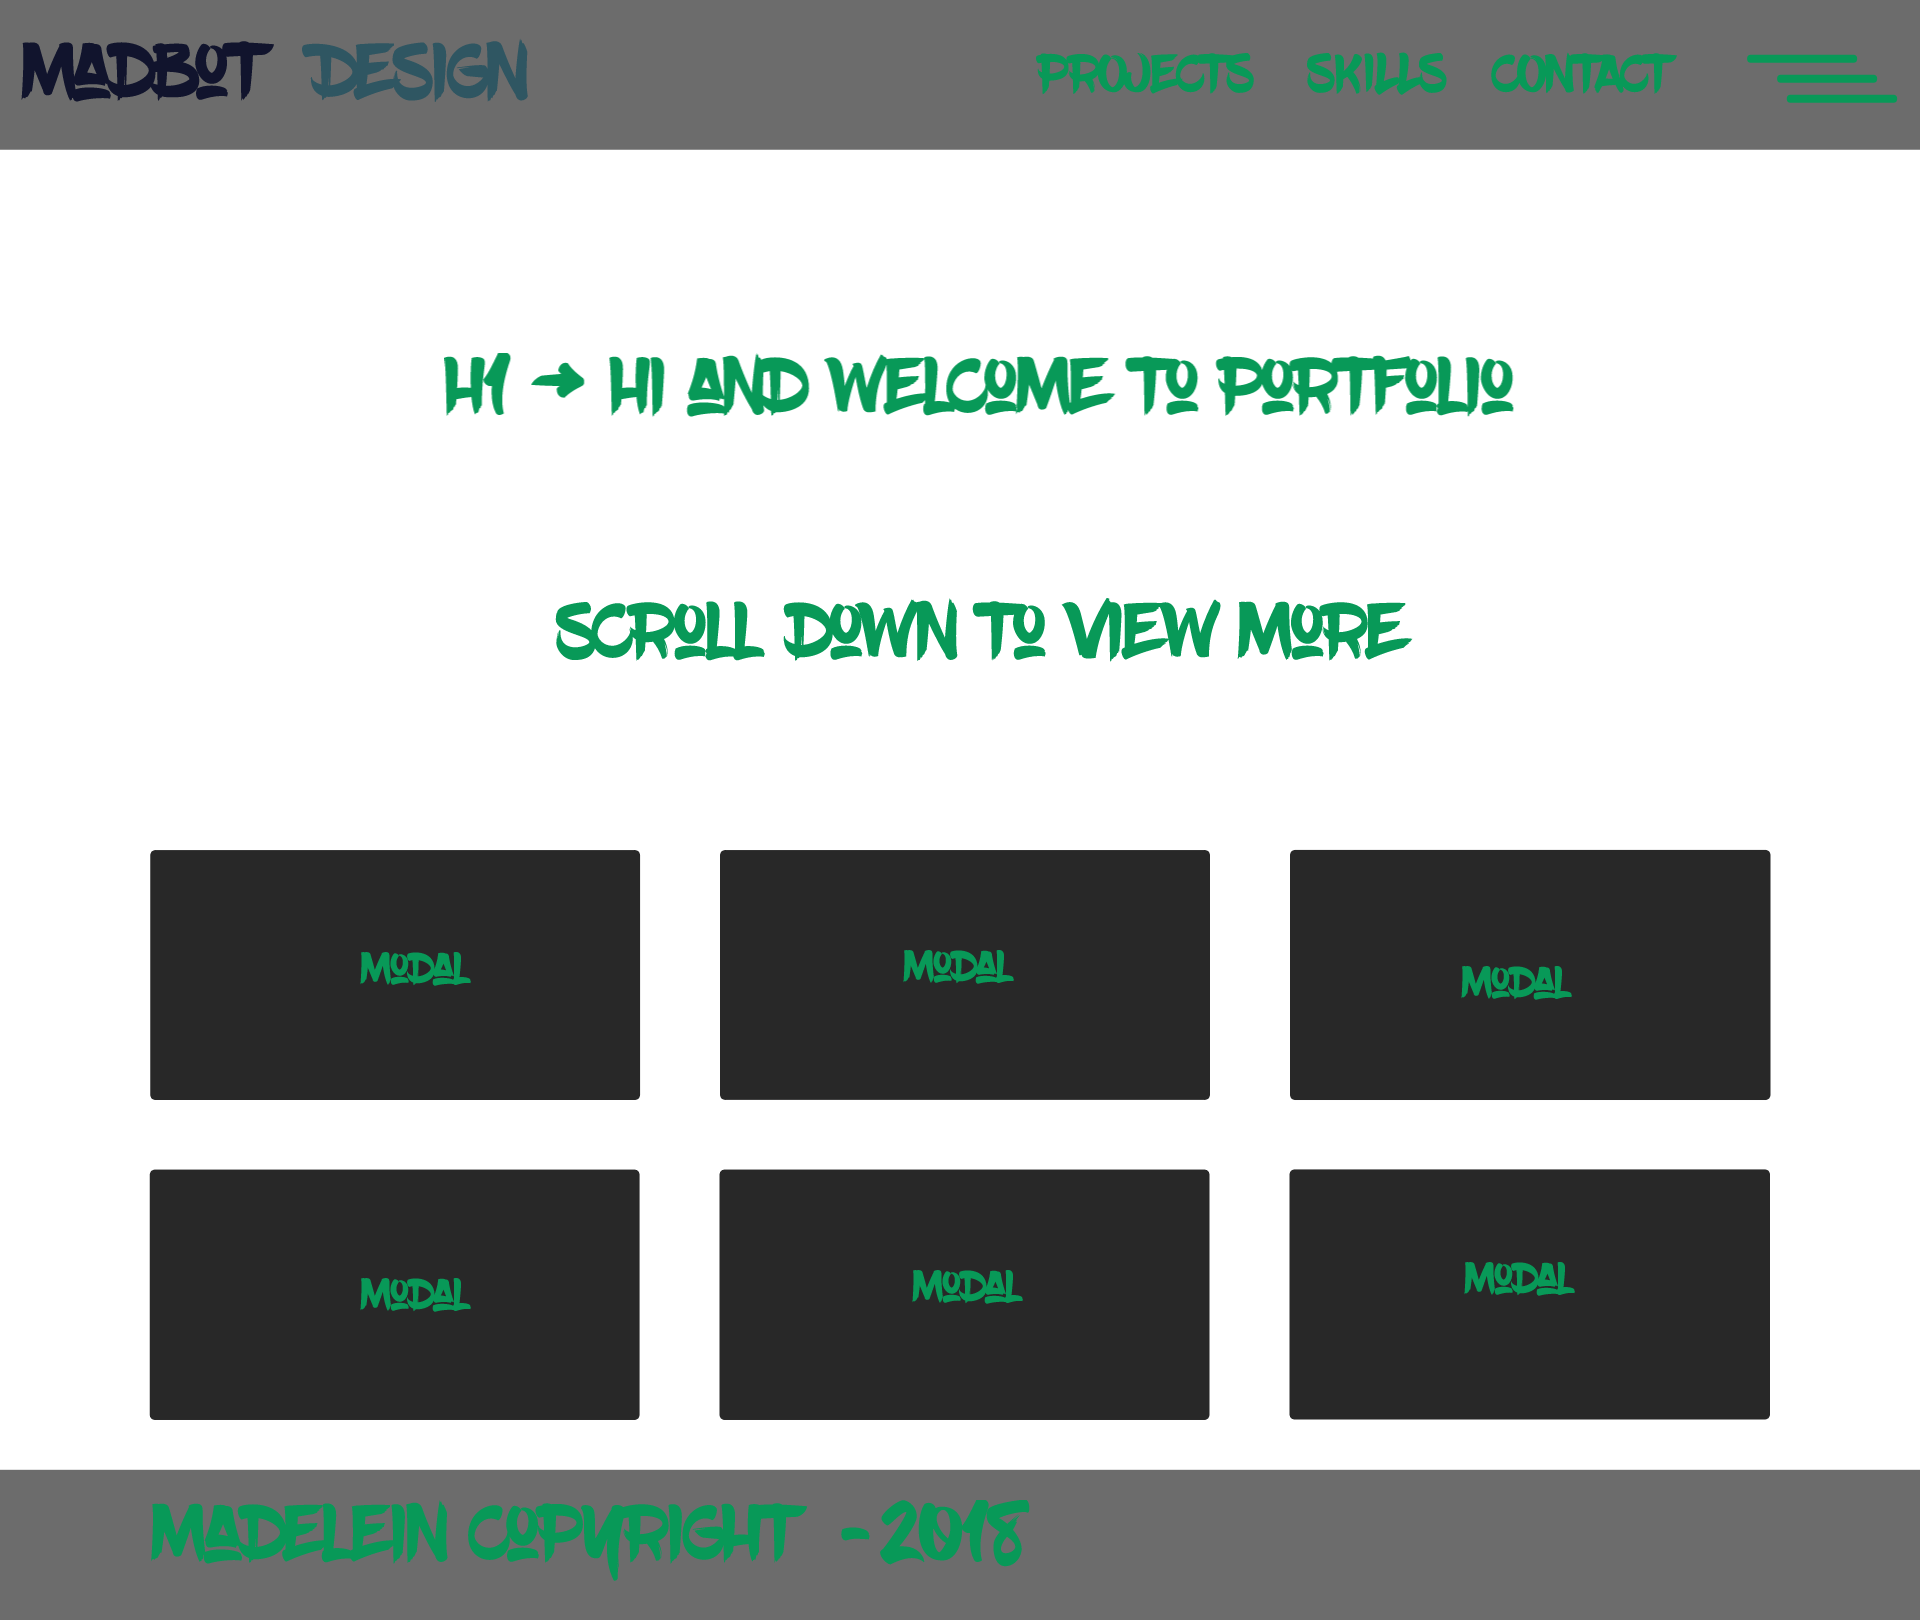 MADBOT DESIGN
PROJECTS SKILLS CONTACT
H1 → HI AND WELCOME TO PORTFOLIO
SCROLL DOWN TO VIEW MORE
MODAL MODAL MODAL
MODAL MODAL MODAL
MADELEIN COPYRIGHT - 2018